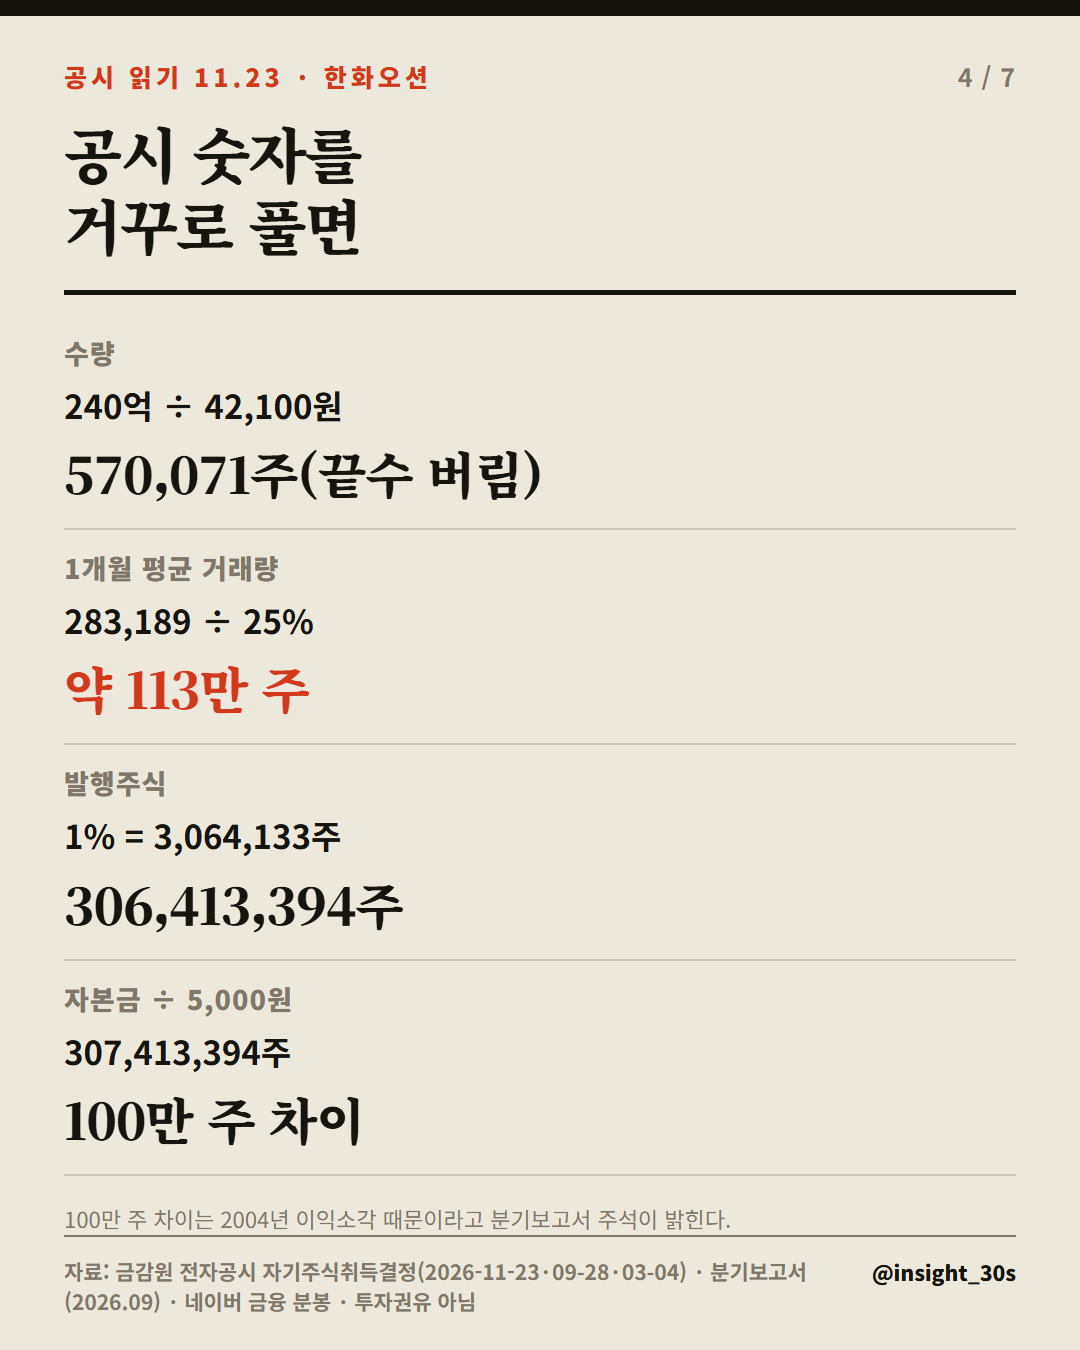 공시 읽기 11.23 · 한화오션
4 / 7
공시 숫자를
거꾸로 풀면
수량
240억 ÷ 42,100원
570,071주(끝수 버림)
1개월 평균 거래량
283,189 ÷ 25%
약 113만 주
발행주식
1% = 3,064,133주
306,413,394주
자본금 ÷ 5,000원
307,413,394주
100만 주 차이
100만 주 차이는 2004년 이익소각 때문이라고 분기보고서 주석이 밝힌다.
자료: 금감원 전자공시 자기주식취득결정(2026-11-23·09-28·03-04) · 분기보고서
(2026.09) · 네이버 금융 분봉 · 투자권유 아님
@insight_30s